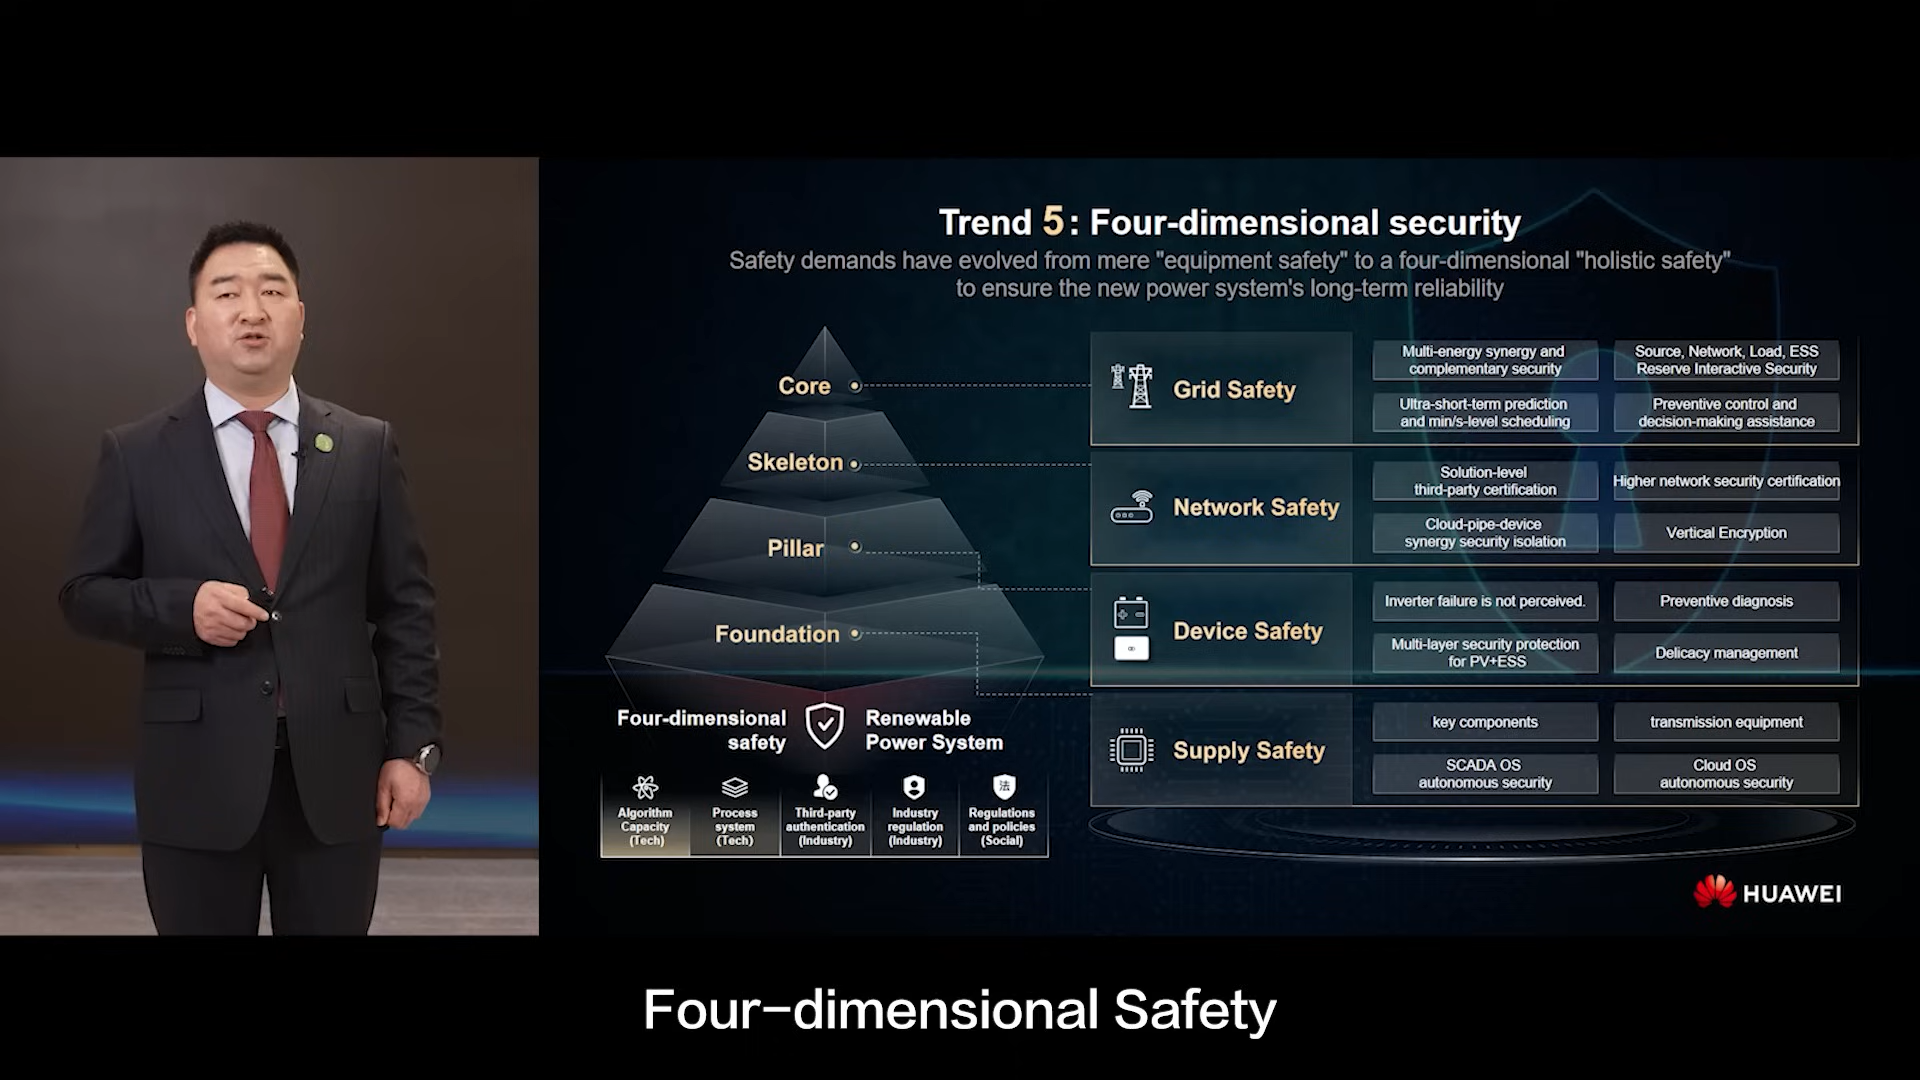 Trend 5: Four-dimensional security
Safety demands have evolved from mere "equipment safety" to a four-dimensional "holistic safety"
to ensure the new power system's long-term reliability
Core
Skeleton
Pillar
Foundation
Four-dimensional
safety
Renewable
Power System
Algorithm
Capacity
(Tech)
Process
system
(Tech)
Third-party
authentication
(Industry)
Industry
regulation
(Industry)
法
Regulations
and policies
(Social)
Grid Safety
Multi-energy synergy and
complementary security
Source, Network, Load, ESS
Reserve Interactive Security
Ultra-short-term prediction
and min/s-level scheduling
Preventive control and
decision-making assistance
Network Safety
Solution-level
third-party certification
Higher network security certification
Cloud-pipe-device
synergy security isolation
Vertical Encryption
Device Safety
Inverter failure is not perceived.
Preventive diagnosis
Multi-layer security protection
for PV+ESS
Delicacy management
Supply Safety
key components
transmission equipment
SCADA OS
autonomous security
Cloud OS
autonomous security
HUAWEI
Four-dimensional Safety